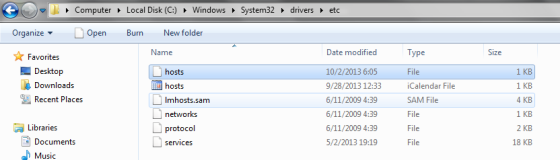 Computer ▸ Local Disk (C:) ▸ Windows ▸ System32 ▸ drivers ▸ etc
Organize Open Burn New folder
Favorites
Desktop
Downloads
Recent Places
Libraries
Documents
Music
Name Date modified Type Size
hosts 10/2/2013 6:05 File 1 KB
hosts 9/28/2013 12:33 iCalendar File 1 KB
lmhosts.sam 6/11/2009 4:39 SAM File 4 KB
networks 6/11/2009 4:39 File 1 KB
protocol 6/11/2009 4:39 File 2 KB
services 5/2/2013 19:19 File 18 KB